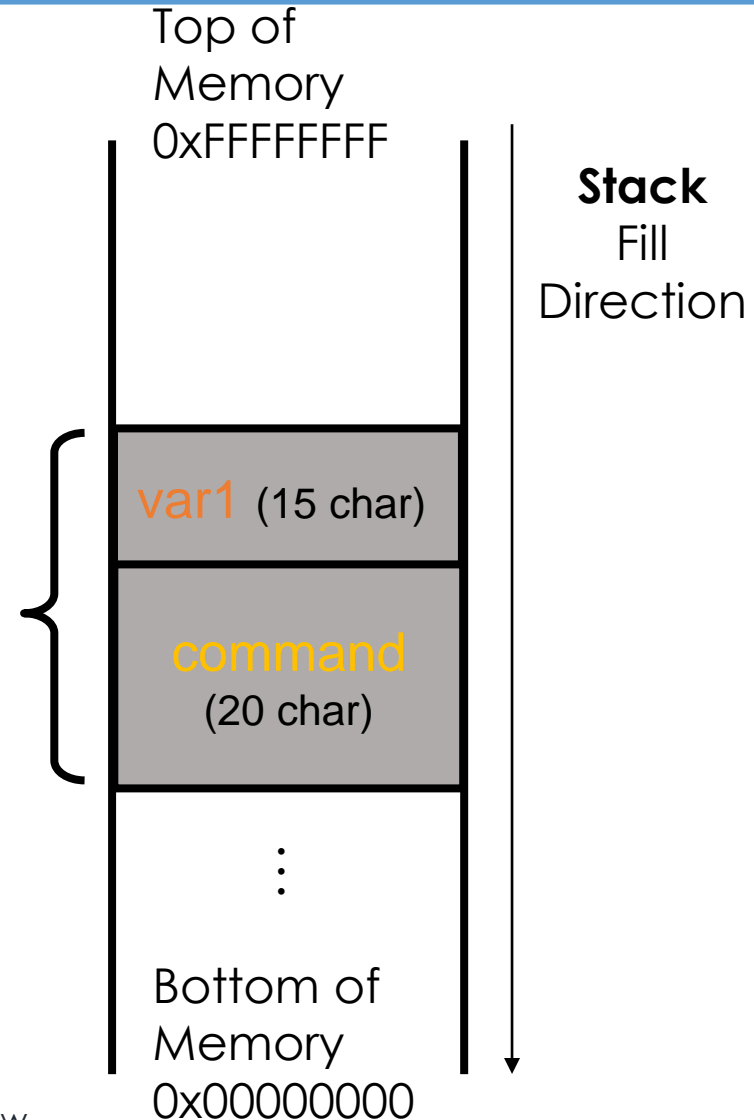 Top of
Memory
0xFFFFFFFF
Stack
Fill
Direction
var1 (15 char)
command
(20 char)
⋮
Bottom of
Memory
0x00000000